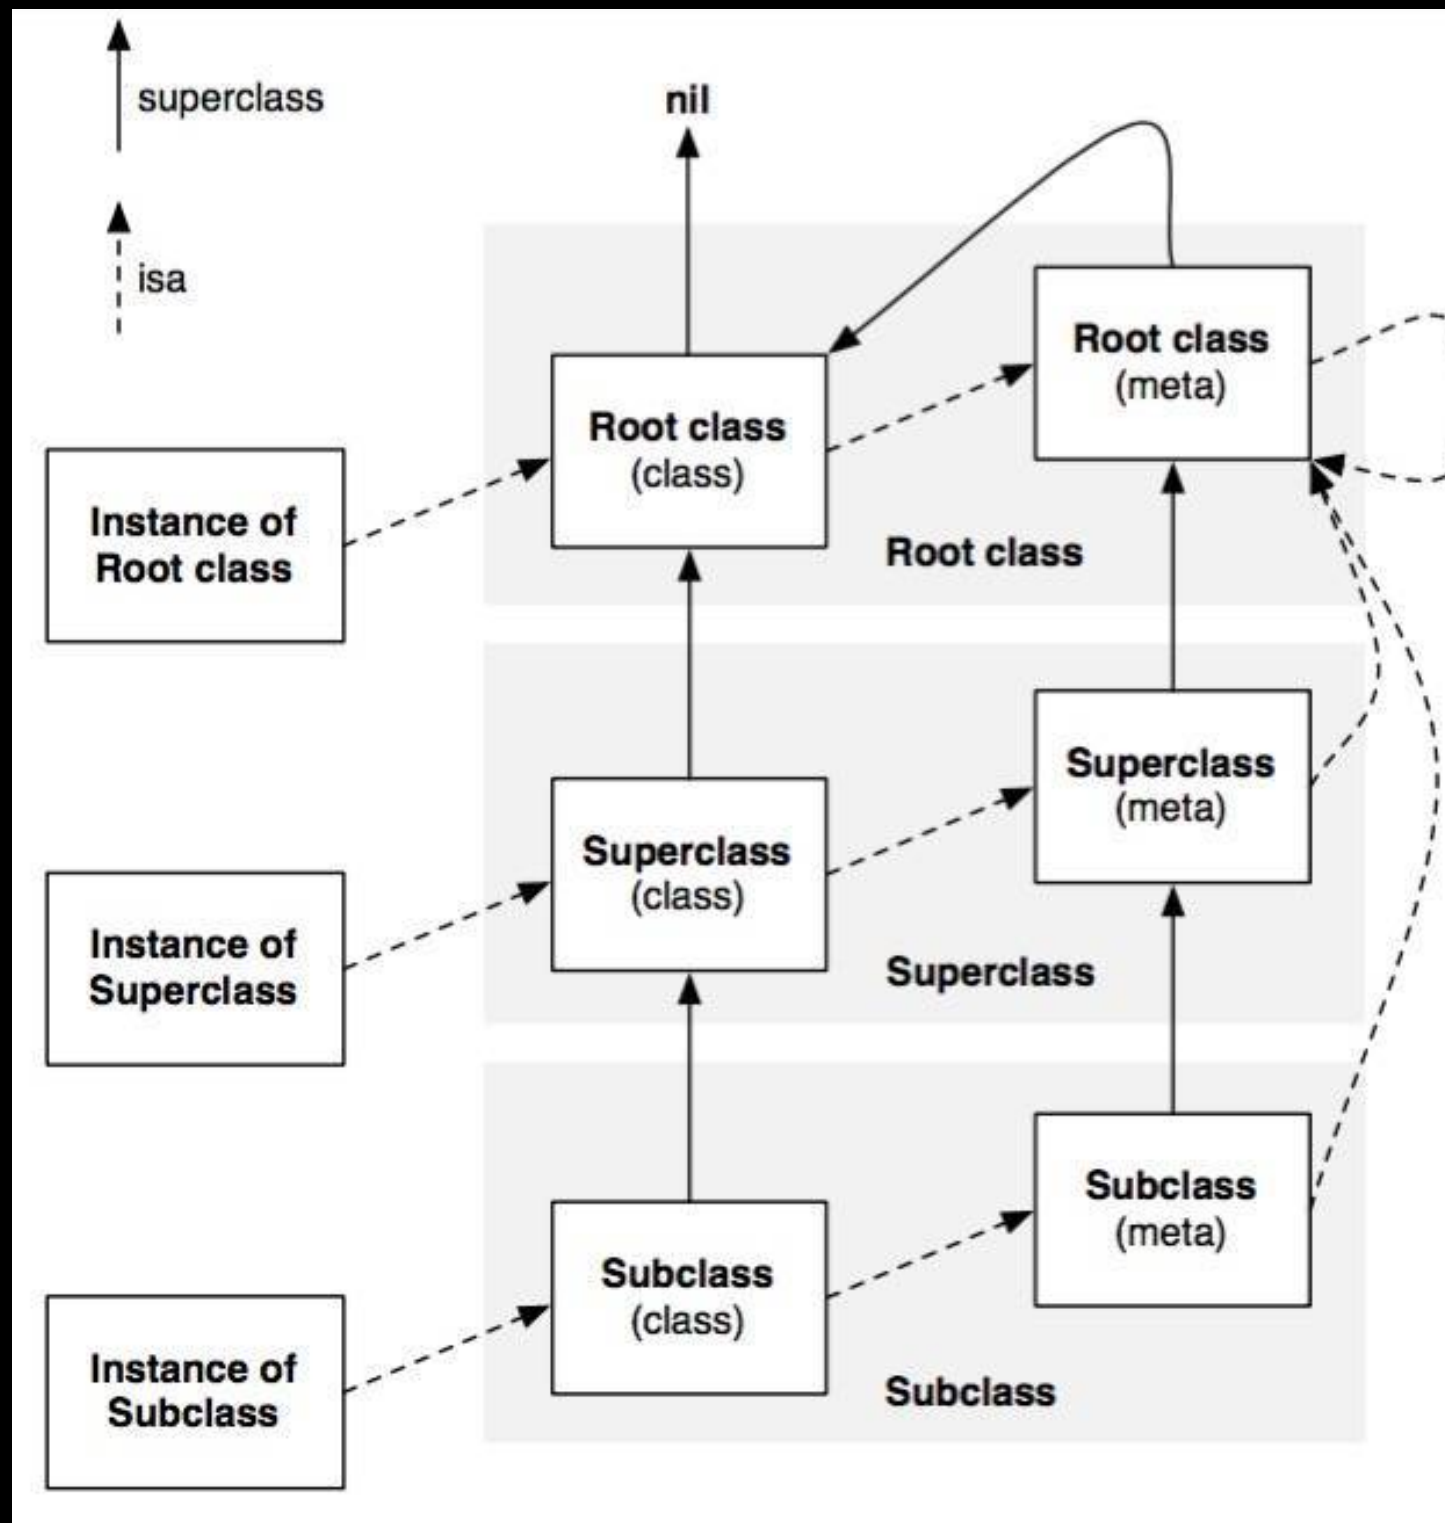 superclass
nil
isa
Root class
(meta)
Root class
(class)
Instance of
Root class
Root class
Superclass
(meta)
Superclass
(class)
Instance of
Superclass
Superclass
Subclass
(meta)
Subclass
(class)
Instance of
Subclass
Subclass